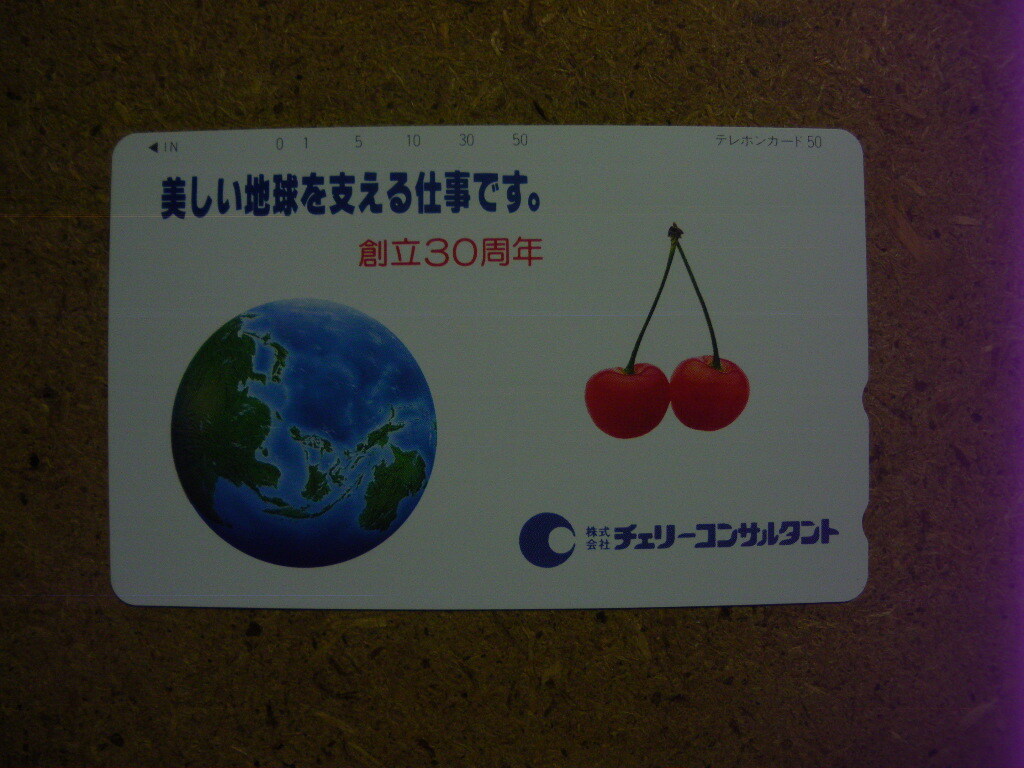 ◀IN 0 1 5 10 30 50 テレホンカード 50
美しい地球を支える仕事です。
創立30周年
株式会社 チェリーコンサルタント